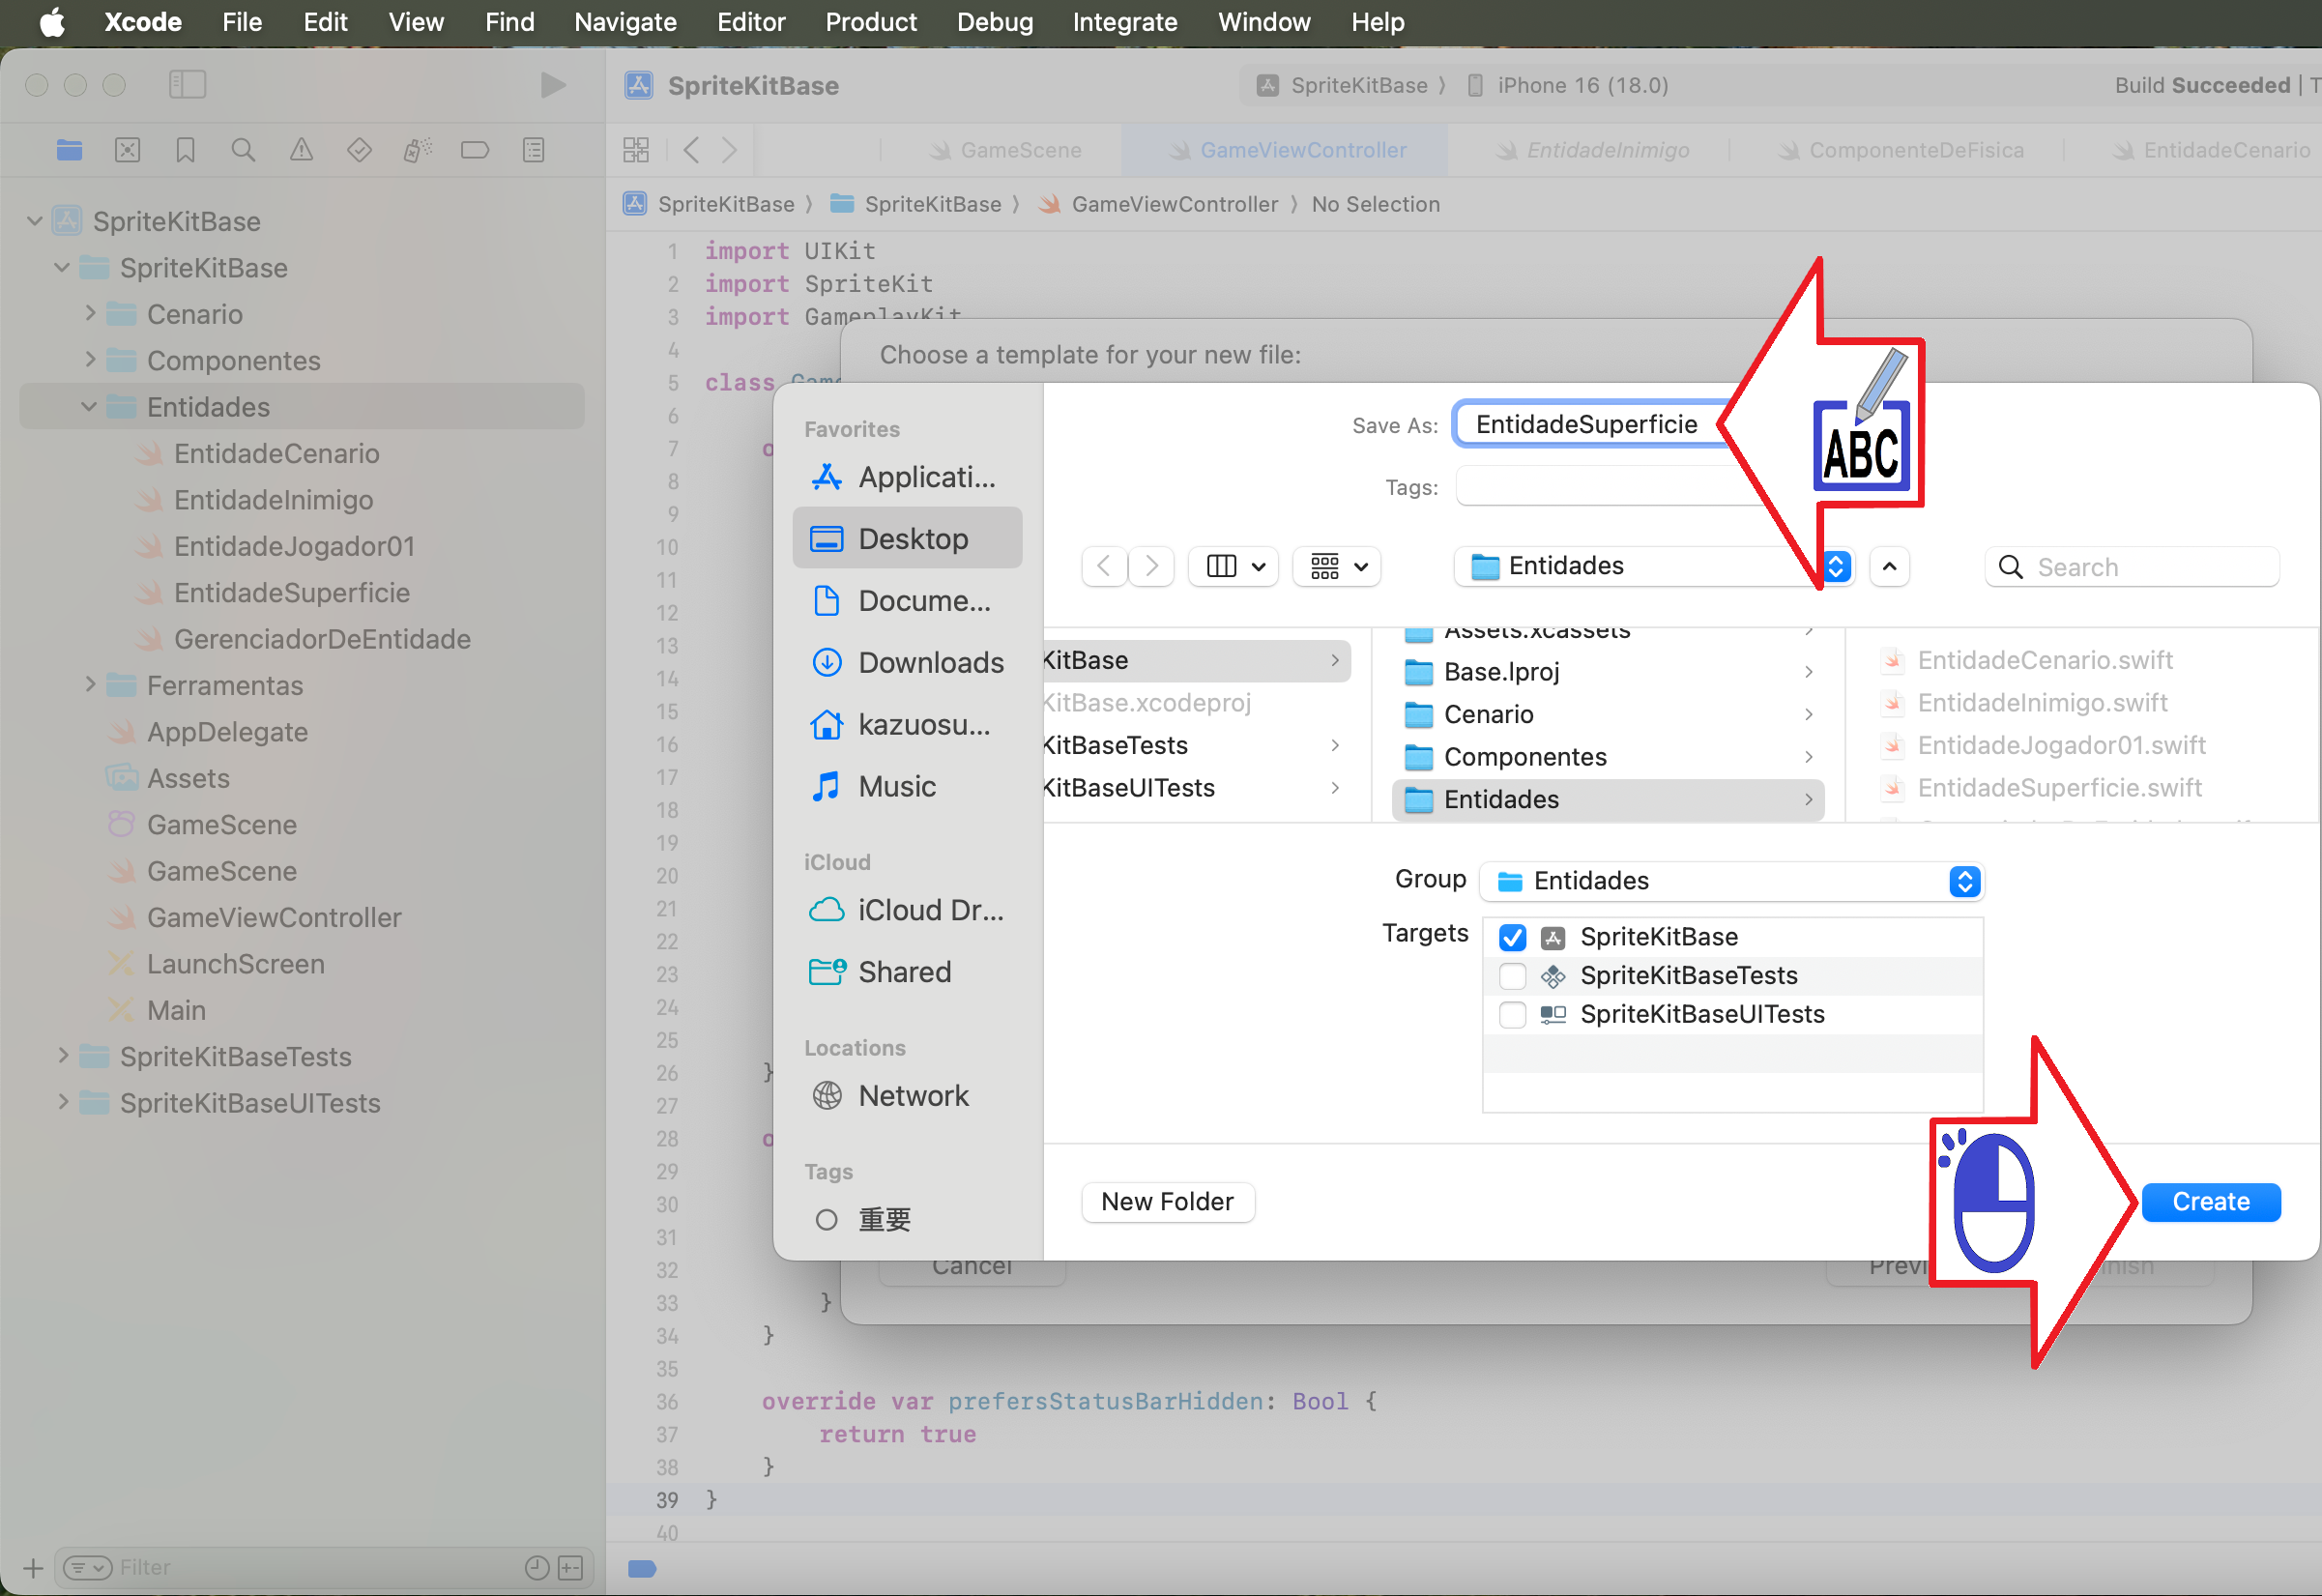 Xcode File Edit View Find Navigate Editor Product Debug Integrate Window Help
SpriteKitBase
SpriteKitBase 〉 iPhone 16 (18.0)
Build Succeeded |
GameScene
GameViewController
EntidadeInimigo
ComponenteDeFisica
EntidadeCenario
SpriteKitBase 〉 SpriteKitBase 〉 GameViewController 〉 No Selection
SpriteKitBase
SpriteKitBase
Cenario
Componentes
Entidades
EntidadeCenario
EntidadeInimigo
EntidadeJogador01
EntidadeSuperficie
GerenciadorDeEntidade
Ferramentas
AppDelegate
Assets
GameScene
GameScene
GameViewController
LaunchScreen
Main
SpriteKitBaseTests
SpriteKitBaseUITests
Filter
1 import UIKit
2 import SpriteKit
3 import GameplayKit
4
5 class
6
7
8
9
10
11
12
13
14
15
16
17
18
19
20
21
22
23
24
25
26 }
27
28
29
30
31
32
33 }
34 }
35
36 override var prefersStatusBarHidden: Bool {
37 return true
38 }
39 }
40
Choose a template for your new file:
Favorites
Applicati...
Desktop
Docume...
Downloads
kazuosu...
Music
iCloud
iCloud Dr...
Shared
Locations
Network
Tags
重要
Save As: EntidadeSuperficie
Tags:
ABC
Entidades
Search
KitBase
KitBase.xcodeproj
KitBaseTests
KitBaseUITests
Assets.xcassets
Base.lproj
Cenario
Componentes
Entidades
EntidadeCenario.swift
EntidadeInimigo.swift
EntidadeJogador01.swift
EntidadeSuperficie.swift
Group Entidades
Targets SpriteKitBase
SpriteKitBaseTests
SpriteKitBaseUITests
New Folder
Create
Cancel